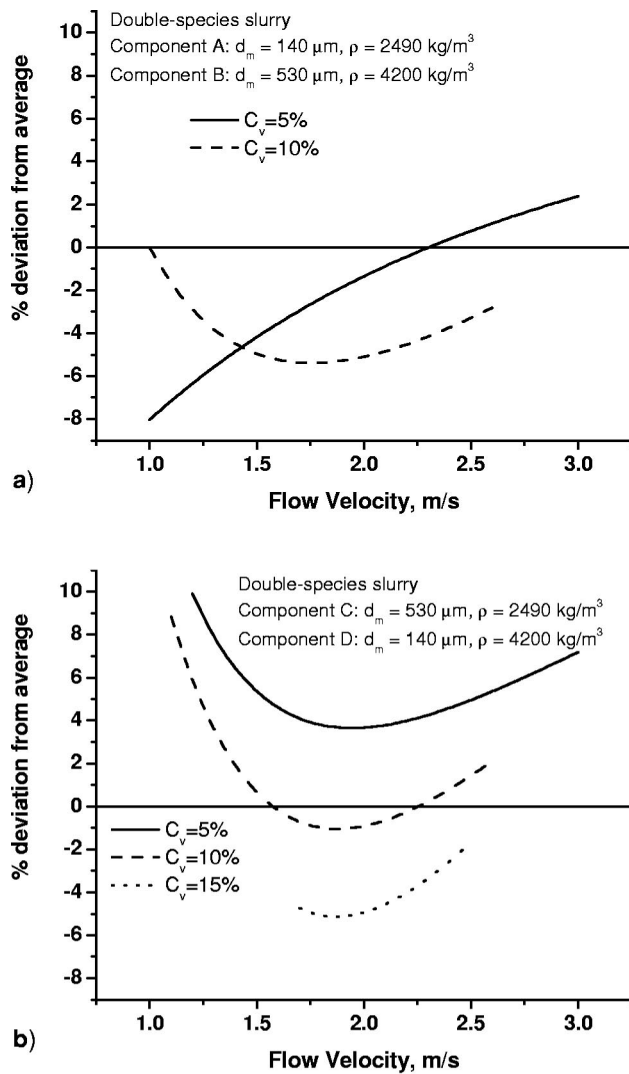 Double-species slurry
Component A: dₘ = 140 μm, ρ = 2490 kg/m³
Component B: dₘ = 530 μm, ρ = 4200 kg/m³
Cᵥ=5%
Cᵥ=10%
% deviation from average
10
8
6
4
2
0
-2
-4
-6
-8
1.0 1.5 2.0 2.5 3.0
a)
Flow Velocity, m/s
Double-species slurry
Component C: dₘ = 530 μm, ρ = 2490 kg/m³
Component D: dₘ = 140 μm, ρ = 4200 kg/m³
% deviation from average
10
8
6
4
2
0
-2
-4
-6
-8
Cᵥ=5%
Cᵥ=10%
Cᵥ=15%
1.0 1.5 2.0 2.5 3.0
b)
Flow Velocity, m/s